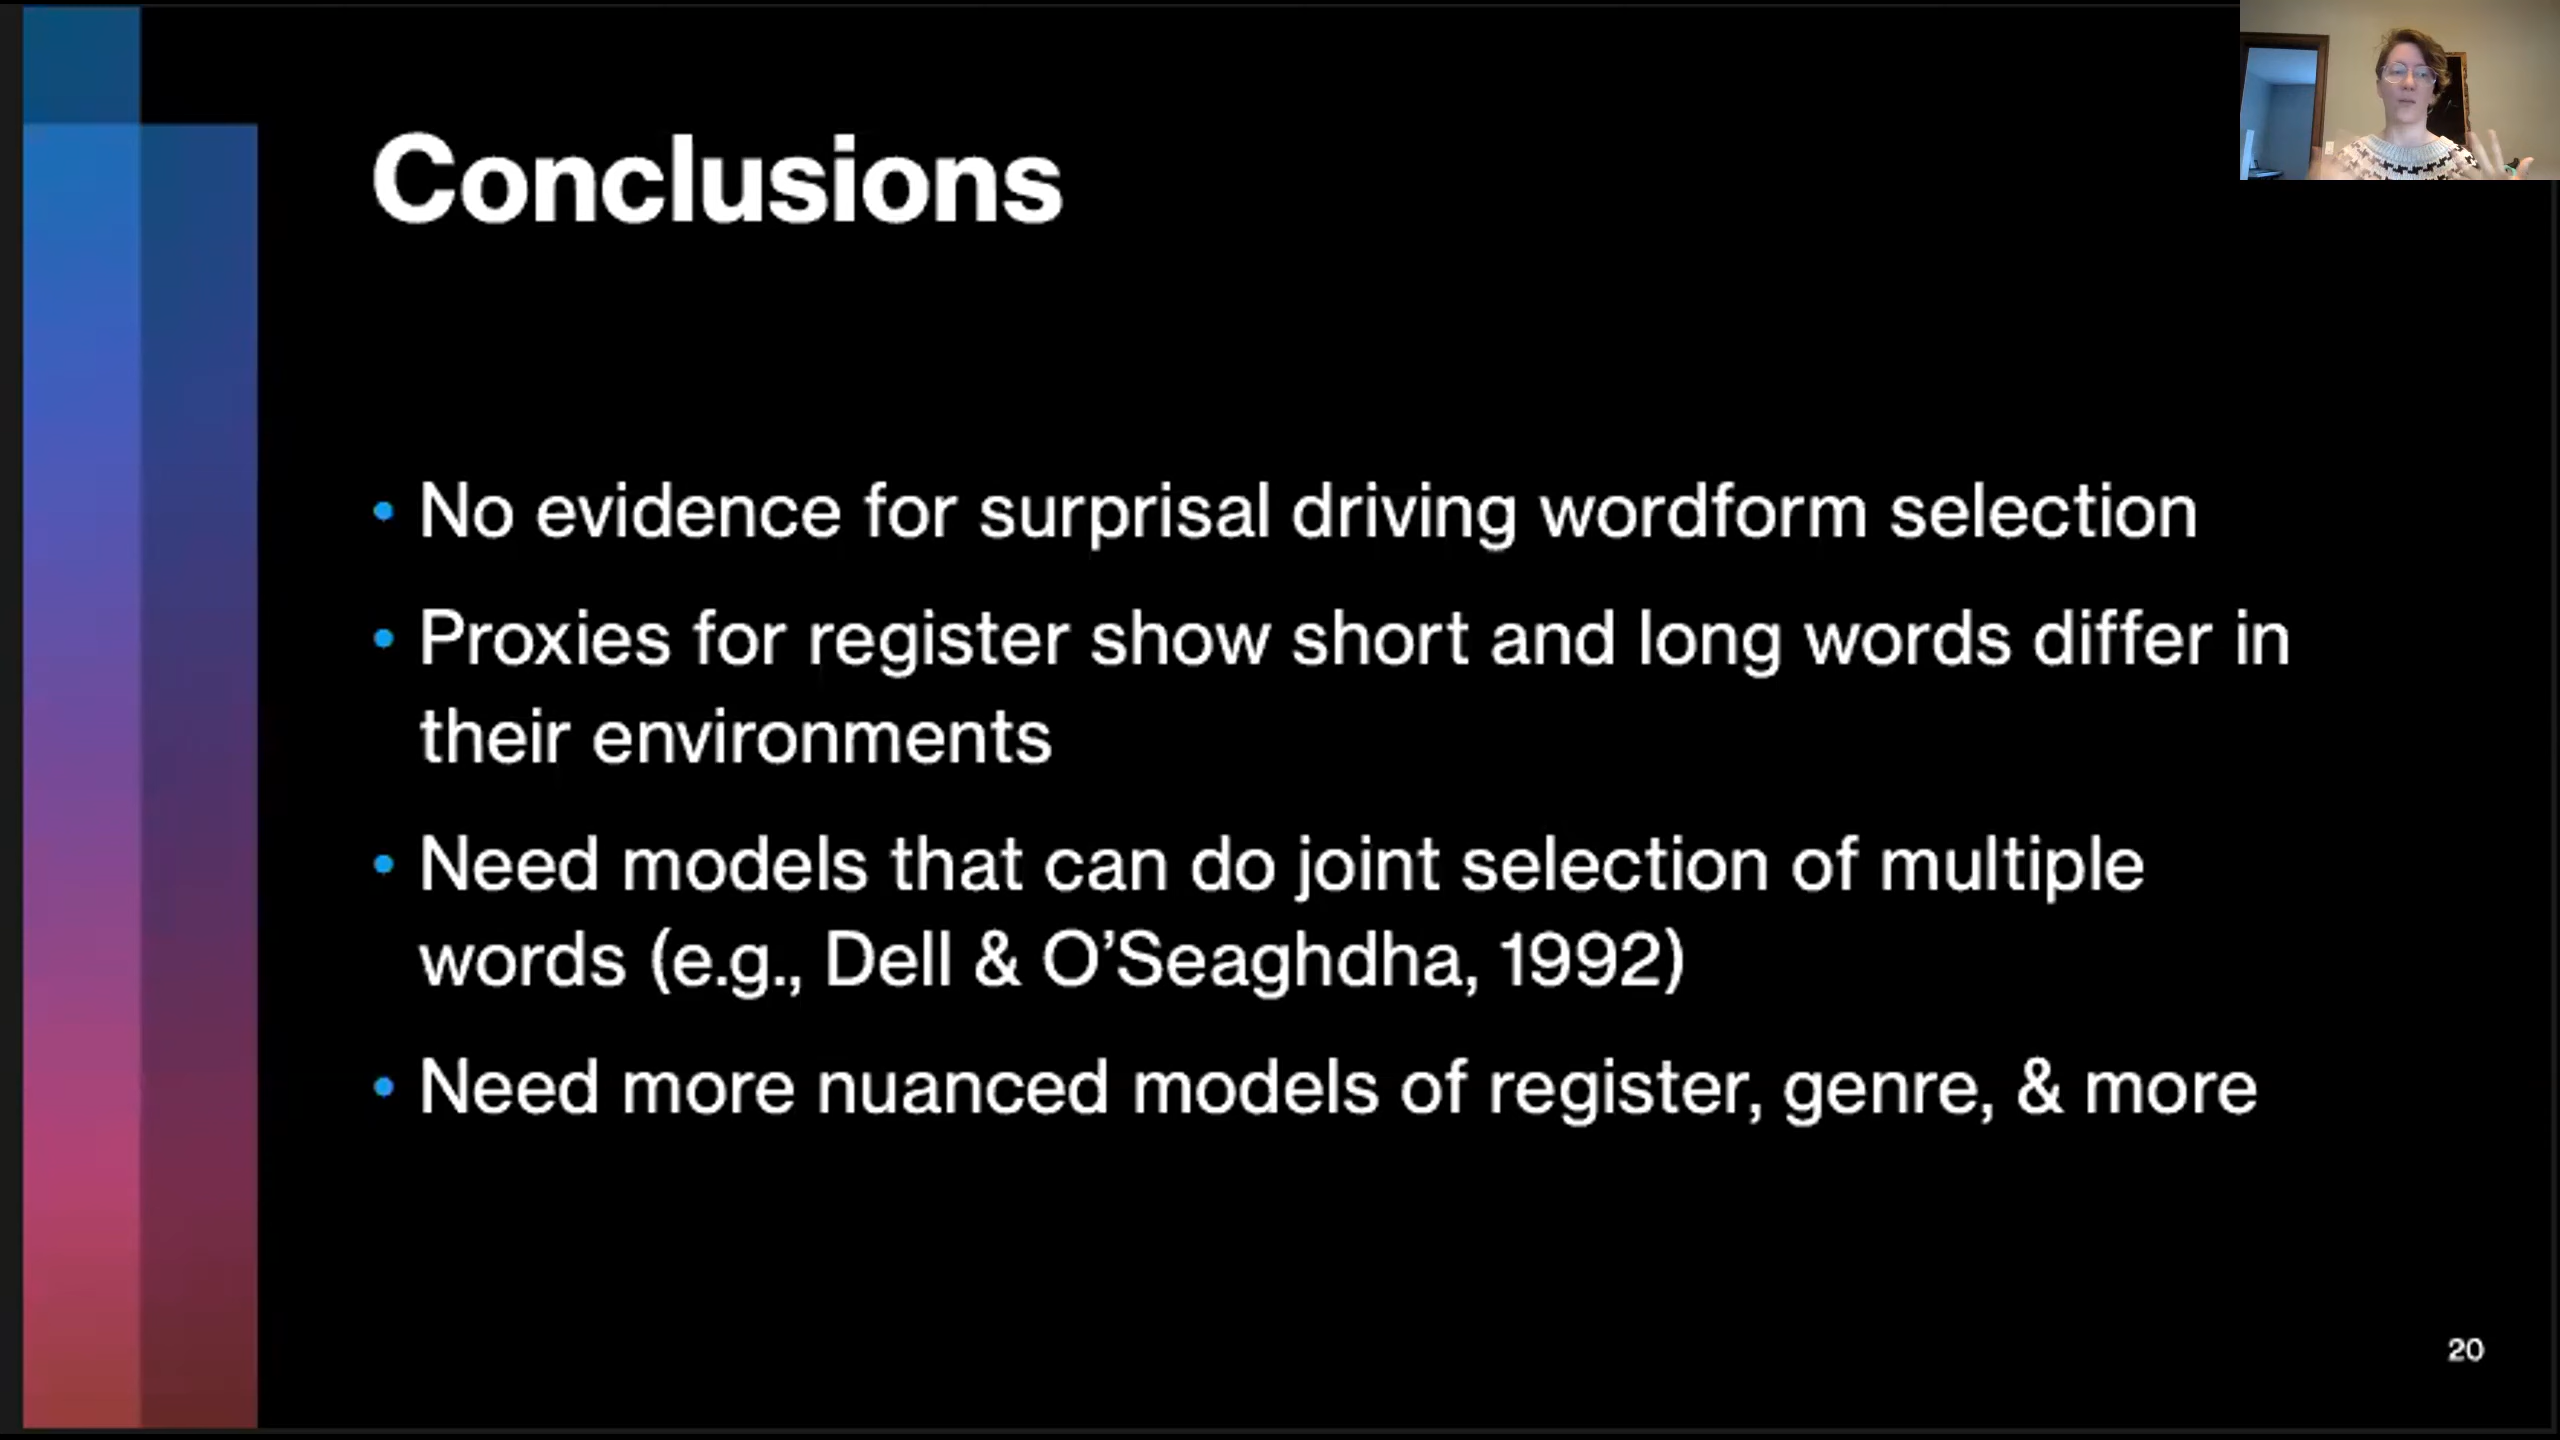 Conclusions
• No evidence for surprisal driving wordform selection
• Proxies for register show short and long words differ in
their environments
• Need models that can do joint selection of multiple
words (e.g., Dell & O’Seaghdha, 1992)
• Need more nuanced models of register, genre, & more
20